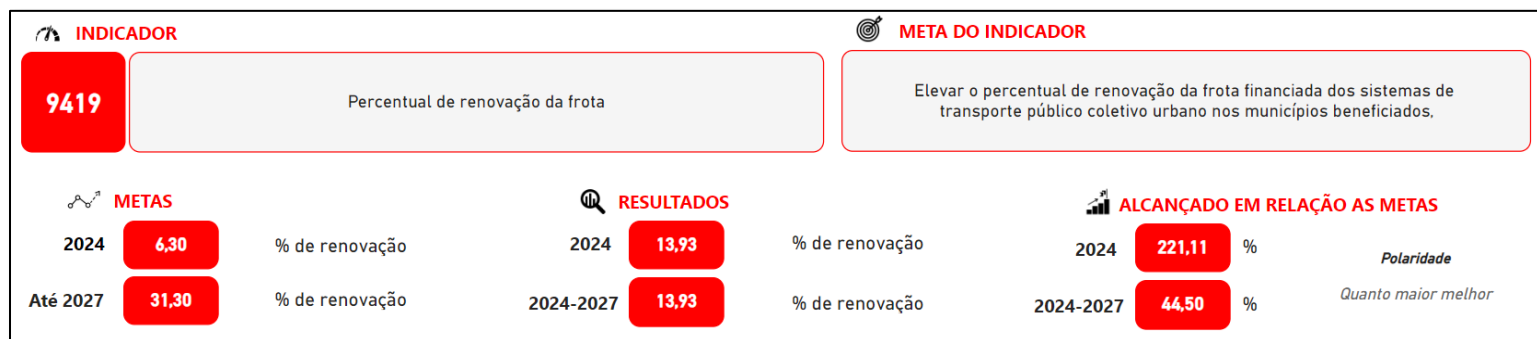 INDICADOR
META DO INDICADOR
9419
Percentual de renovação da frota
Elevar o percentual de renovação da frota financiada dos sistemas de
transporte público coletivo urbano nos municípios beneficiados,
METAS
RESULTADOS
ALCANÇADO EM RELAÇÃO AS METAS
2024 6,30 % de renovação
2024 13,93 % de renovação
2024 221,11 %
Polaridade
Até 2027 31,30 % de renovação
2024-2027 13,93 % de renovação
2024-2027 44,50 %
Quanto maior melhor